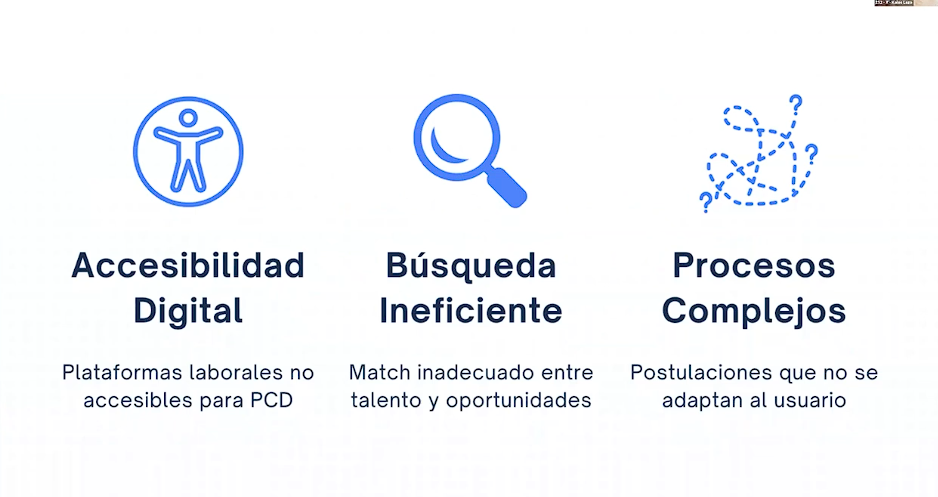 Accesibilidad
Digital
Plataformas laborales no
accesibles para PCD
Búsqueda
Ineficiente
Match inadecuado entre
talento y oportunidades
Procesos
Complejos
Postulaciones que no se
adaptan al usuario